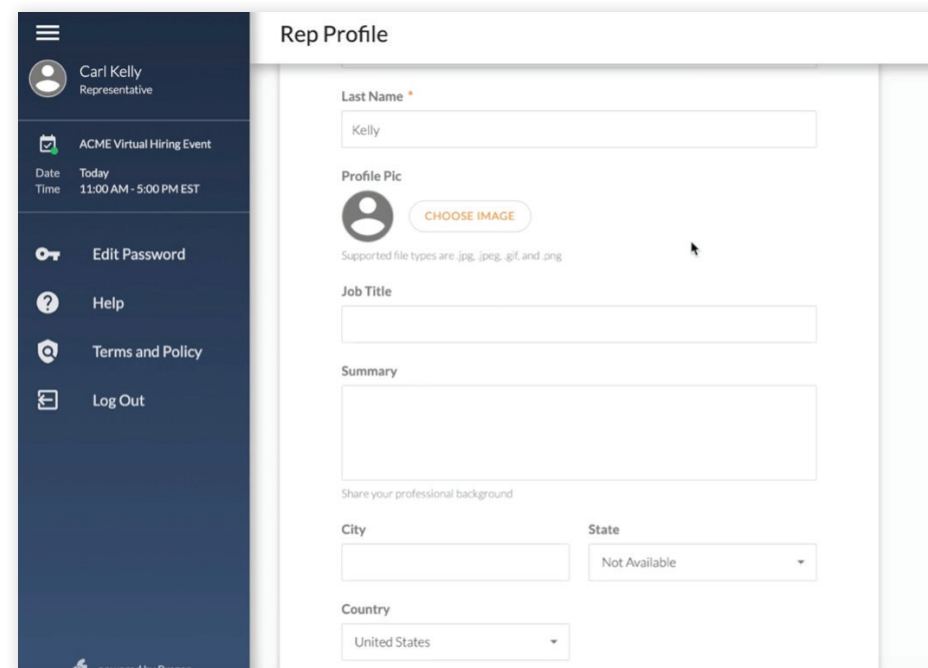 Rep Profile
Carl Kelly
Representative
ACME Virtual Hiring Event
Date Today
Time 11:00 AM - 5:00 PM EST
Edit Password
Help
Terms and Policy
Log Out
Last Name *
Kelly
Profile Pic
CHOOSE IMAGE
Supported file types are .jpg, .jpeg, .gif, and .png
Job Title
Summary
Share your professional background
City State
Not Available
Country
United States